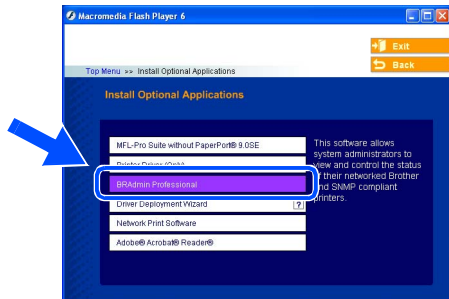 Macromedia Flash Player 6
Exit
Back
Top Menu >> Install Optional Applications
Install Optional Applications
MFL-Pro Suite without PaperPort® 9.0SE
Printer Driver (Only)
BRAdmin Professional
Driver Deployment Wizard ?
Network Print Software
Adobe® Acrobat® Reader®
This software allows
system administrators to
view and control the status
of their networked Brother
and SNMP compliant
printers.